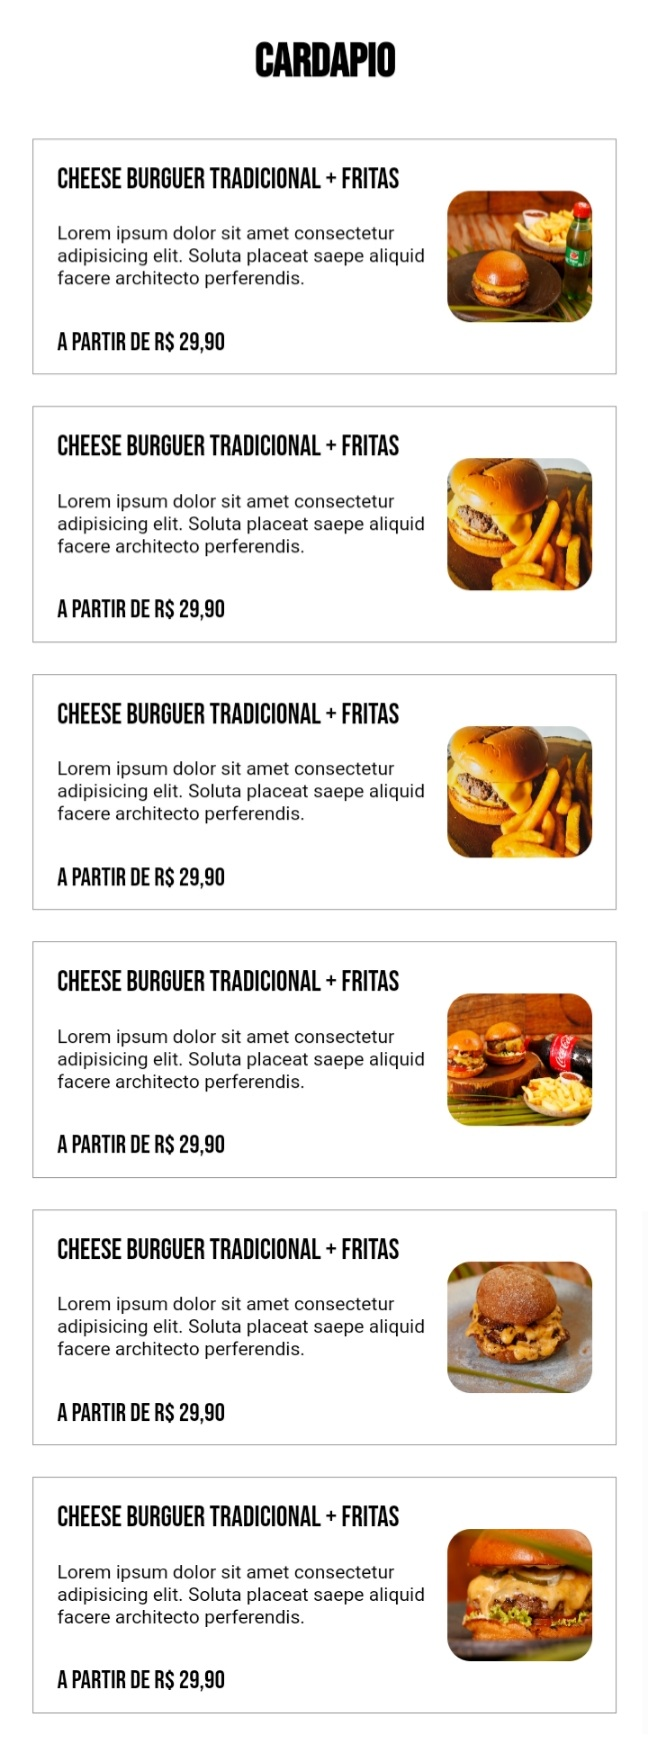 CARDAPIO
CHEESE BURGUER TRADICIONAL + FRITAS
Lorem ipsum dolor sit amet consectetur
adipisicing elit. Soluta placeat saepe aliquid
facere architecto perferendis.
A PARTIR DE R$ 29,90
CHEESE BURGUER TRADICIONAL + FRITAS
Lorem ipsum dolor sit amet consectetur
adipisicing elit. Soluta placeat saepe aliquid
facere architecto perferendis.
A PARTIR DE R$ 29,90
CHEESE BURGUER TRADICIONAL + FRITAS
Lorem ipsum dolor sit amet consectetur
adipisicing elit. Soluta placeat saepe aliquid
facere architecto perferendis.
A PARTIR DE R$ 29,90
CHEESE BURGUER TRADICIONAL + FRITAS
Lorem ipsum dolor sit amet consectetur
adipisicing elit. Soluta placeat saepe aliquid
facere architecto perferendis.
Coca-Cola
A PARTIR DE R$ 29,90
CHEESE BURGUER TRADICIONAL + FRITAS
Lorem ipsum dolor sit amet consectetur
adipisicing elit. Soluta placeat saepe aliquid
facere architecto perferendis.
A PARTIR DE R$ 29,90
CHEESE BURGUER TRADICIONAL + FRITAS
Lorem ipsum dolor sit amet consectetur
adipisicing elit. Soluta placeat saepe aliquid
facere architecto perferendis.
A PARTIR DE R$ 29,90